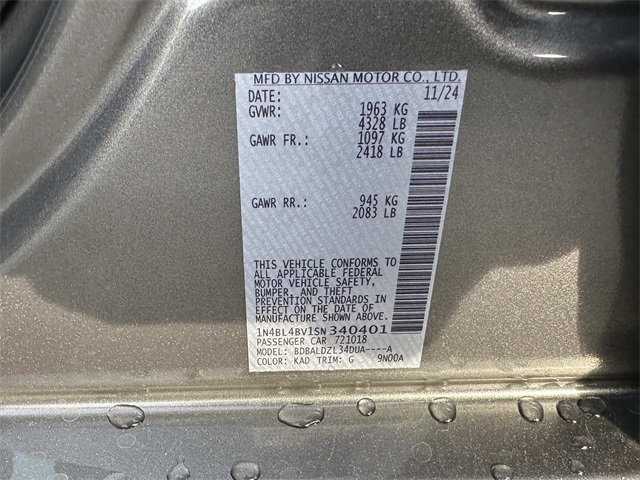 MFD BY NISSAN MOTOR CO., LTD.
DATE: 11/24
GVWR: 1963 KG
4328 LB
GAWR FR.: 1097 KG
2418 LB
GAWR RR.: 945 KG
2083 LB
THIS VEHICLE CONFORMS TO
ALL APPLICABLE FEDERAL
MOTOR VEHICLE SAFETY,
BUMPER, AND THEFT
PREVENTION STANDARDS IN
EFFECT ON THE DATE OF
MANUFACTURE SHOWN ABOVE.
1N4BL4BV1SN340401
PASSENGER CAR 721018
MODEL: BDBALDZL34DUA----A
COLOR: KAD TRIM: G 9N00A